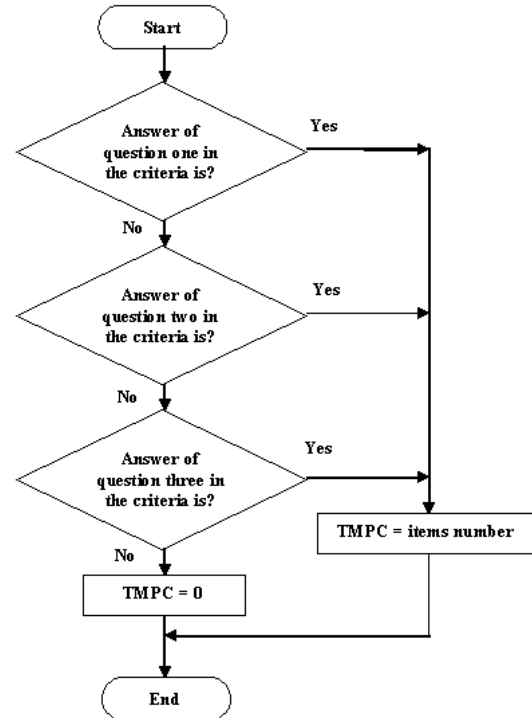 Start
Answer of
question one in
the criteria is?
Yes
No
Answer of
question two in
the criteria is?
Yes
No
Answer of
question three in
the criteria is?
Yes
No
TMPC = items number
TMPC = 0
End